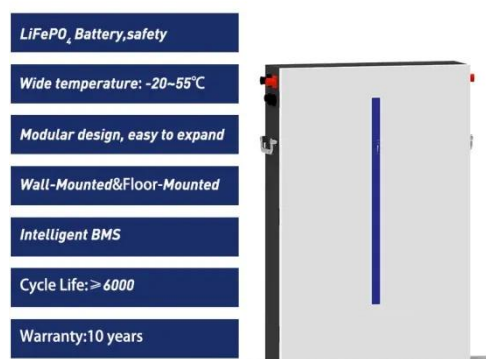 LiFePO₄ Battery,safety
Wide temperature: -20~55℃
Modular design, easy to expand
Wall-Mounted&Floor-Mounted
Intelligent BMS
Cycle Life:≥6000
Warranty:10 years